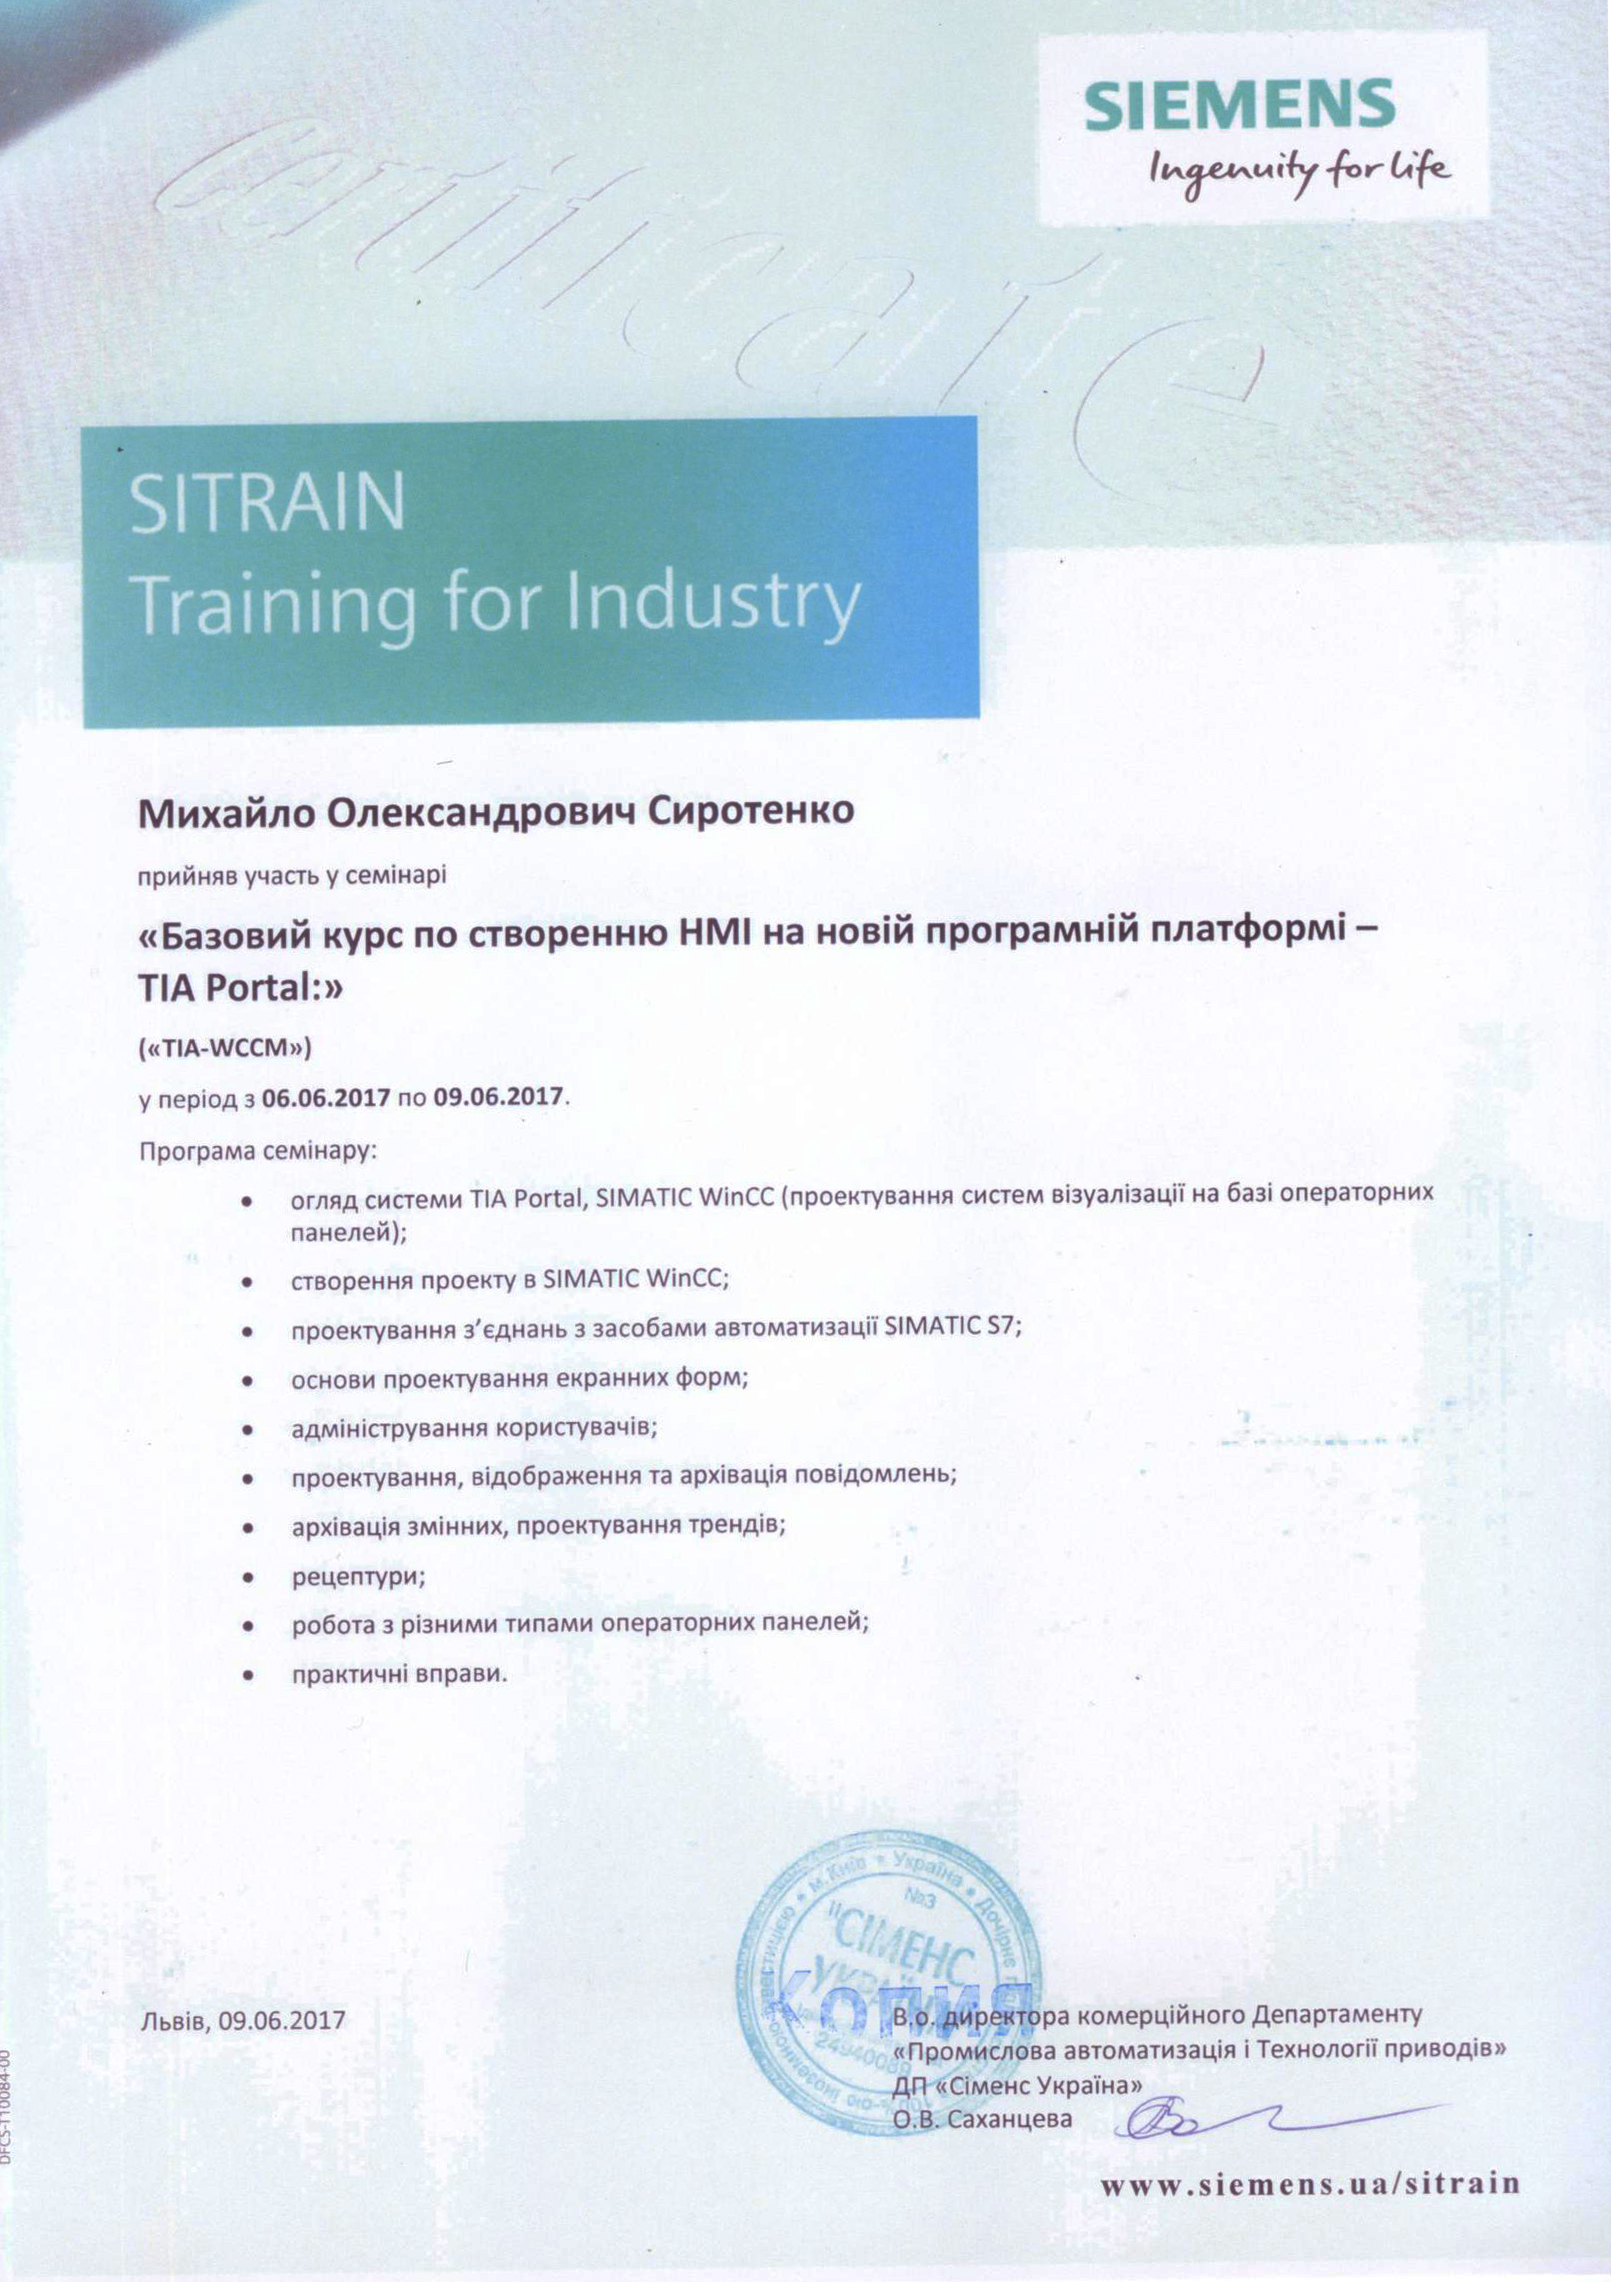 SIEMENS
Ingenuity for life
Certificate
SITRAIN
Training for Industry
Михайло Олександрович Сиротенко
прийняв участь у семінарі
«Базовий курс по створенню HMI на новій програмній платформі –
TIA Portal:»
(«TIA-WCCM»)
у період з 06.06.2017 по 09.06.2017.
Програма семінару:
• огляд системи TIA Portal, SIMATIC WinCC (проектування систем візуалізації на базі операторних
панелей);
• створення проекту в SIMATIC WinCC;
• проектування з’єднань з засобами автоматизації SIMATIC S7;
• основи проектування екранних форм;
• адміністрування користувачів;
• проектування, відображення та архівація повідомлень;
• архівація змінних, проектування трендів;
• рецептури;
• робота з різними типами операторних панелей;
• практичні вправи.
м.Київ * Україна * Дочірнє
№3
"СІМЕНС
УКРАЇНА
24940089
КОПИЯ
Львів, 09.06.2017
В.о. директора комерційного Департаменту
«Промислова автоматизація і Технології приводів»
ДП «Сіменс Україна»
О.В. Саханцева
www.siemens.ua/sitrain
DFCS-T10084-00